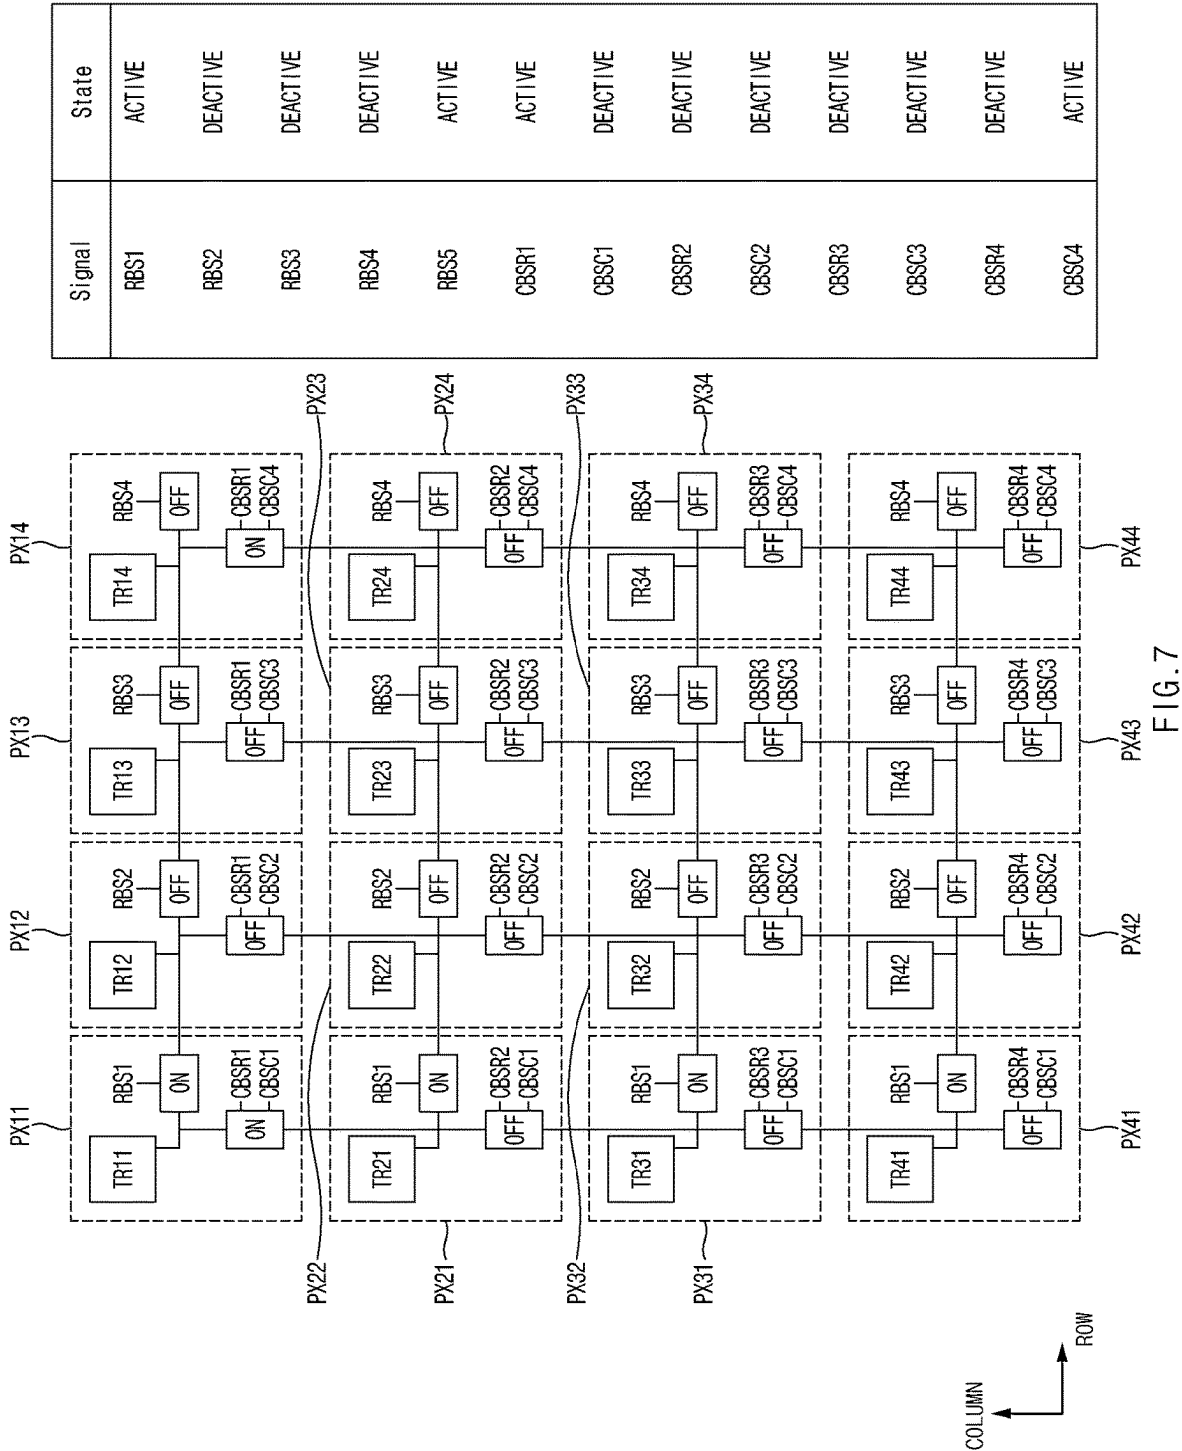 PX11
PX12
PX13
PX14
TR11
RBS1
ON
ON
CBSR1
CBSC1
TR12
RBS2
OFF
OFF
CBSR1
CBSC2
TR13
RBS3
OFF
OFF
CBSR1
CBSC3
TR14
RBS4
OFF
ON
CBSR1
CBSC4
PX22
PX23
TR21
RBS1
ON
OFF
CBSR2
CBSC1
TR22
RBS2
OFF
OFF
CBSR2
CBSC2
TR23
RBS3
OFF
OFF
CBSR2
CBSC3
TR24
RBS4
OFF
OFF
CBSR2
CBSC4
PX21
PX24
PX32
PX33
TR31
RBS1
ON
OFF
CBSR3
CBSC1
TR32
RBS2
OFF
OFF
CBSR3
CBSC2
TR33
RBS3
OFF
OFF
CBSR3
CBSC3
TR34
RBS4
OFF
OFF
CBSR3
CBSC4
PX31
PX34
TR41
RBS1
ON
OFF
CBSR4
CBSC1
TR42
RBS2
OFF
OFF
CBSR4
CBSC2
TR43
RBS3
OFF
OFF
CBSR4
CBSC3
TR44
RBS4
OFF
OFF
CBSR4
CBSC4
PX41
PX42
PX43
PX44
COLUMN
ROW
Signal State
RBS1 ACTIVE
RBS2 DEACTIVE
RBS3 DEACTIVE
RBS4 DEACTIVE
RBS5 ACTIVE
CBSR1 ACTIVE
CBSC1 DEACTIVE
CBSR2 DEACTIVE
CBSC2 DEACTIVE
CBSR3 DEACTIVE
CBSC3 DEACTIVE
CBSR4 DEACTIVE
CBSC4 ACTIVE
FIG.7